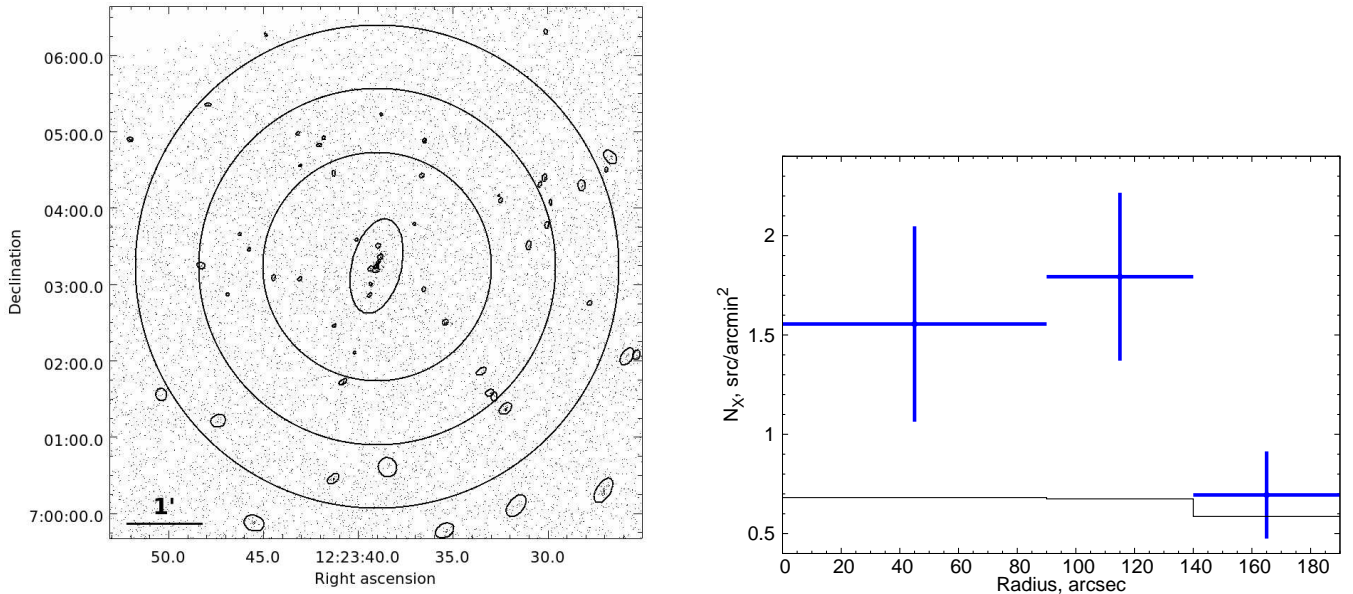 06:00.0
05:00.0
04:00.0
03:00.0
02:00.0
01:00.0
7:00:00.0
Declination
1'
50.0 45.0 12:23:40.0 35.0 30.0
Right ascension
2
1.5
1
0.5
N_X, src/arcmin^2
0 20 40 60 80 100 120 140 160 180
Radius, arcsec